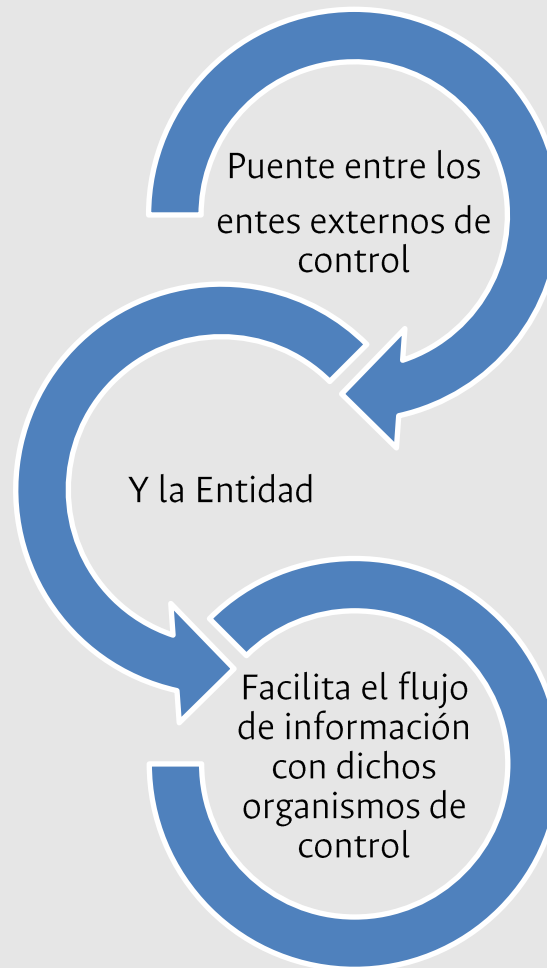 Puente entre los
entes externos de
control
Y la Entidad
Facilita el flujo
de información
con dichos
organismos de
control